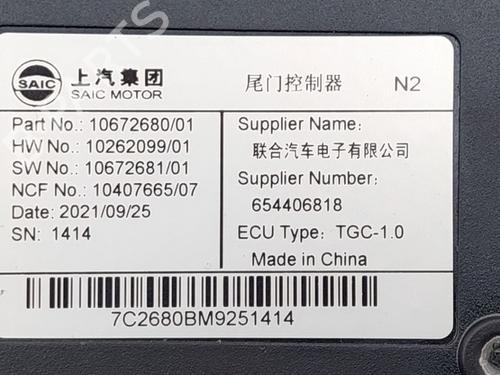 SAIC
上汽集团
SAIC MOTOR
尾门控制器 N2
Part No.: 10672680/01
HW No.: 10262099/01
SW No.: 10672681/01
NCF No.: 10407665/07
Date: 2021/09/25
SN: 1414
Supplier Name:
联合汽车电子有限公司
Supplier Number:
654406818
ECU Type: TGC-1.0
Made in China
7C2680BM9251414